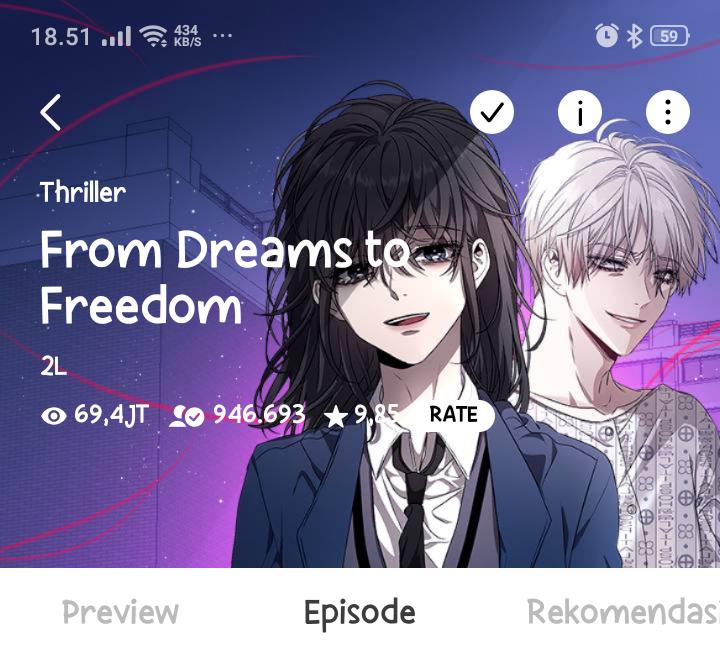 18.51 434 KB/S ... 59
Thriller
From Dreams to
Freedom
2L
69,4JT 946.693 9,85 RATE
Preview Episode Rekomendasi